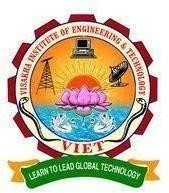 VISAKHA INSTITUTE OF ENGINEERING & TECHNOLOGY
VIET
LEARN TO LEAD GLOBAL TECHNOLOGY